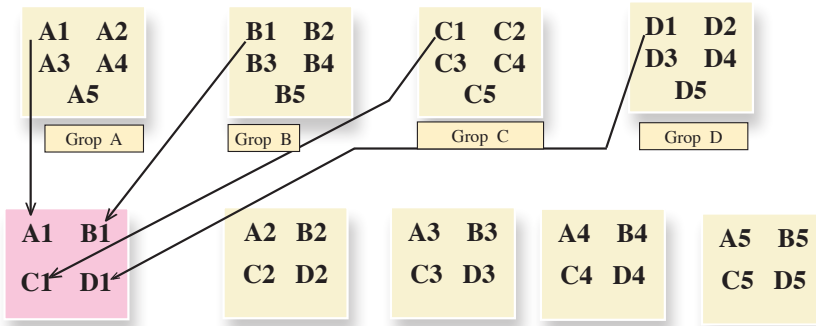 A1 A2
A3 A4
A5
B1 B2
B3 B4
B5
C1 C2
C3 C4
C5
D1 D2
D3 D4
D5
Grop A
Grop B
Grop C
Grop D
A1 B1
C1 D1
A2 B2
C2 D2
A3 B3
C3 D3
A4 B4
C4 D4
A5 B5
C5 D5